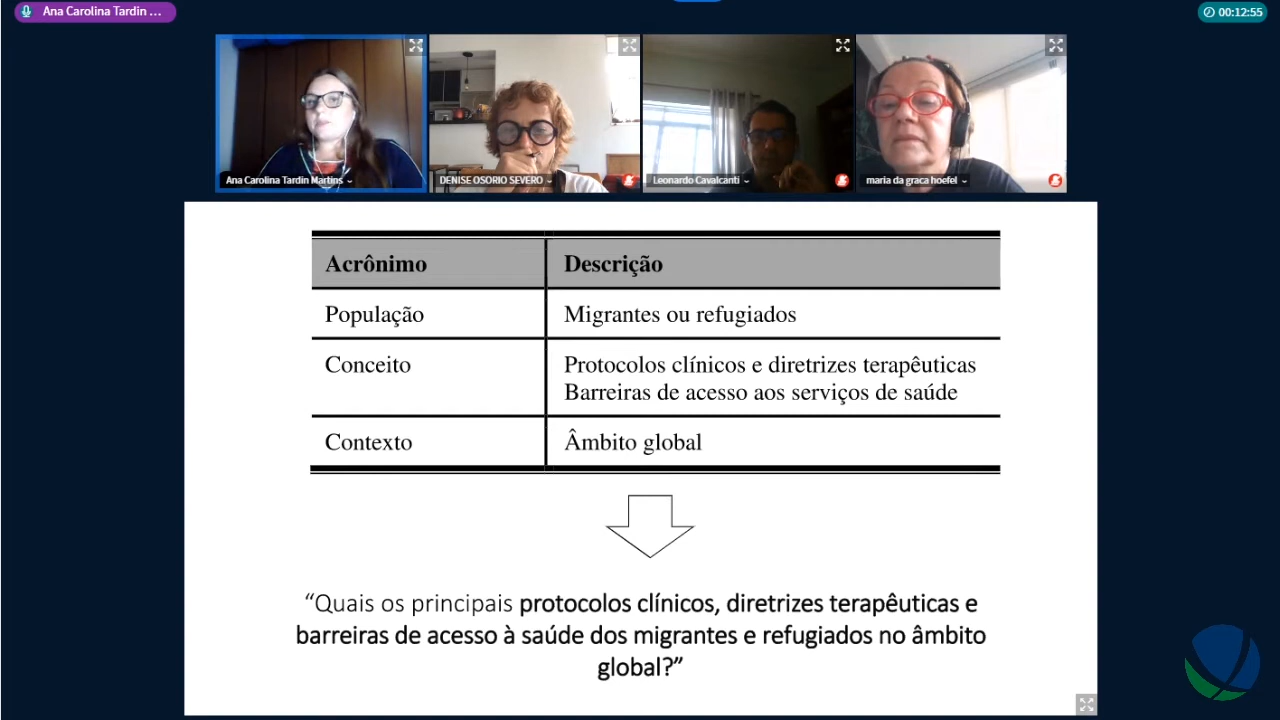 Ana Carolina Tardin ...
00:12:55
Ana Carolina Tardin Martins
DENISE OSORIO SEVERO
Leonardo Cavalcanti
maria da graca hoefel
Acrônimo Descrição
População Migrantes ou refugiados
Conceito Protocolos clínicos e diretrizes terapêuticas
Barreiras de acesso aos serviços de saúde
Contexto Âmbito global
“Quais os principais protocolos clínicos, diretrizes terapêuticas e
barreiras de acesso à saúde dos migrantes e refugiados no âmbito
global?”